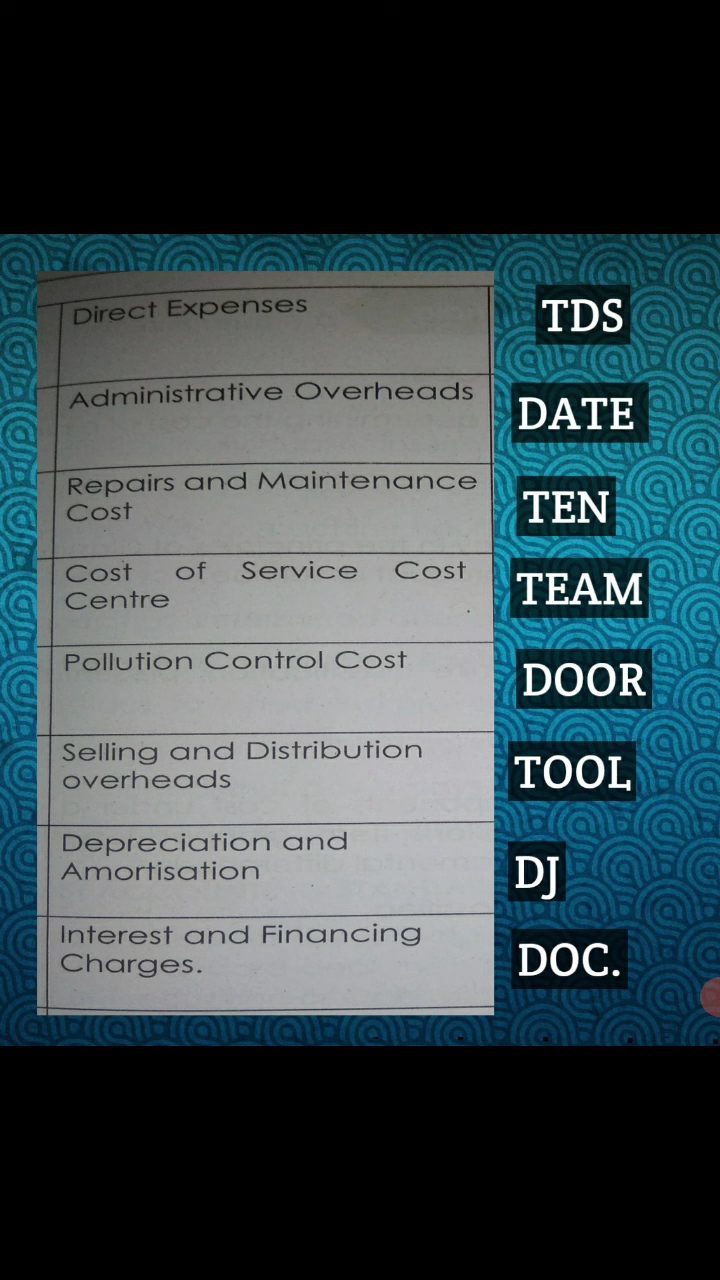 Direct Expenses
TDS
Administrative Overheads
DATE
Repairs and Maintenance
Cost
TEN
Cost of Service Cost
Centre
TEAM
Pollution Control Cost
DOOR
Selling and Distribution
overheads
TOOL
Depreciation and
Amortisation
DJ
Interest and Financing
Charges.
DOC.